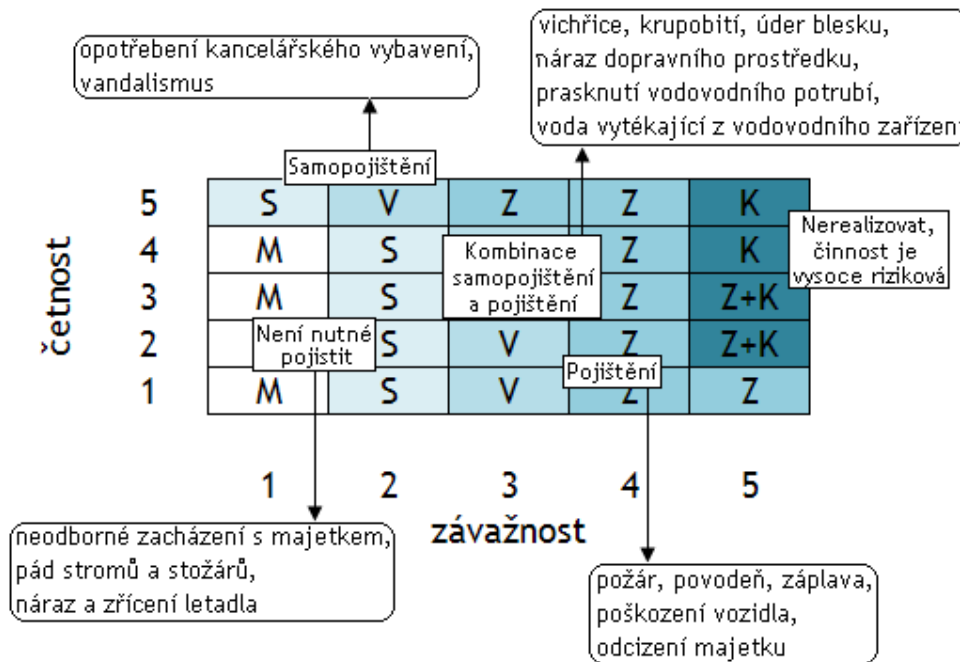 opotřebení kancelářského vybavení,
vandalismus
vichřice, krupobití, úder blesku,
náraz dopravního prostředku,
prasknutí vodovodního potrubí,
voda vytékající z vodovodního zařízení
Samopojištění
5 S V Z Z K
4 M S Z K
3 M S Z Z+K
2 S V Z Z+K
1 M S V Z Z
četnost
Kombinace
samopojištění
a pojištění
Nerealizovat,
činnost je
vysoce riziková
Není nutné
pojistit
Pojištění
1 2 3 4 5
závažnost
neodborné zacházení s majetkem,
pád stromů a stožárů,
náraz a zřícení letadla
požár, povodeň, záplava,
poškození vozidla,
odcizení majetku